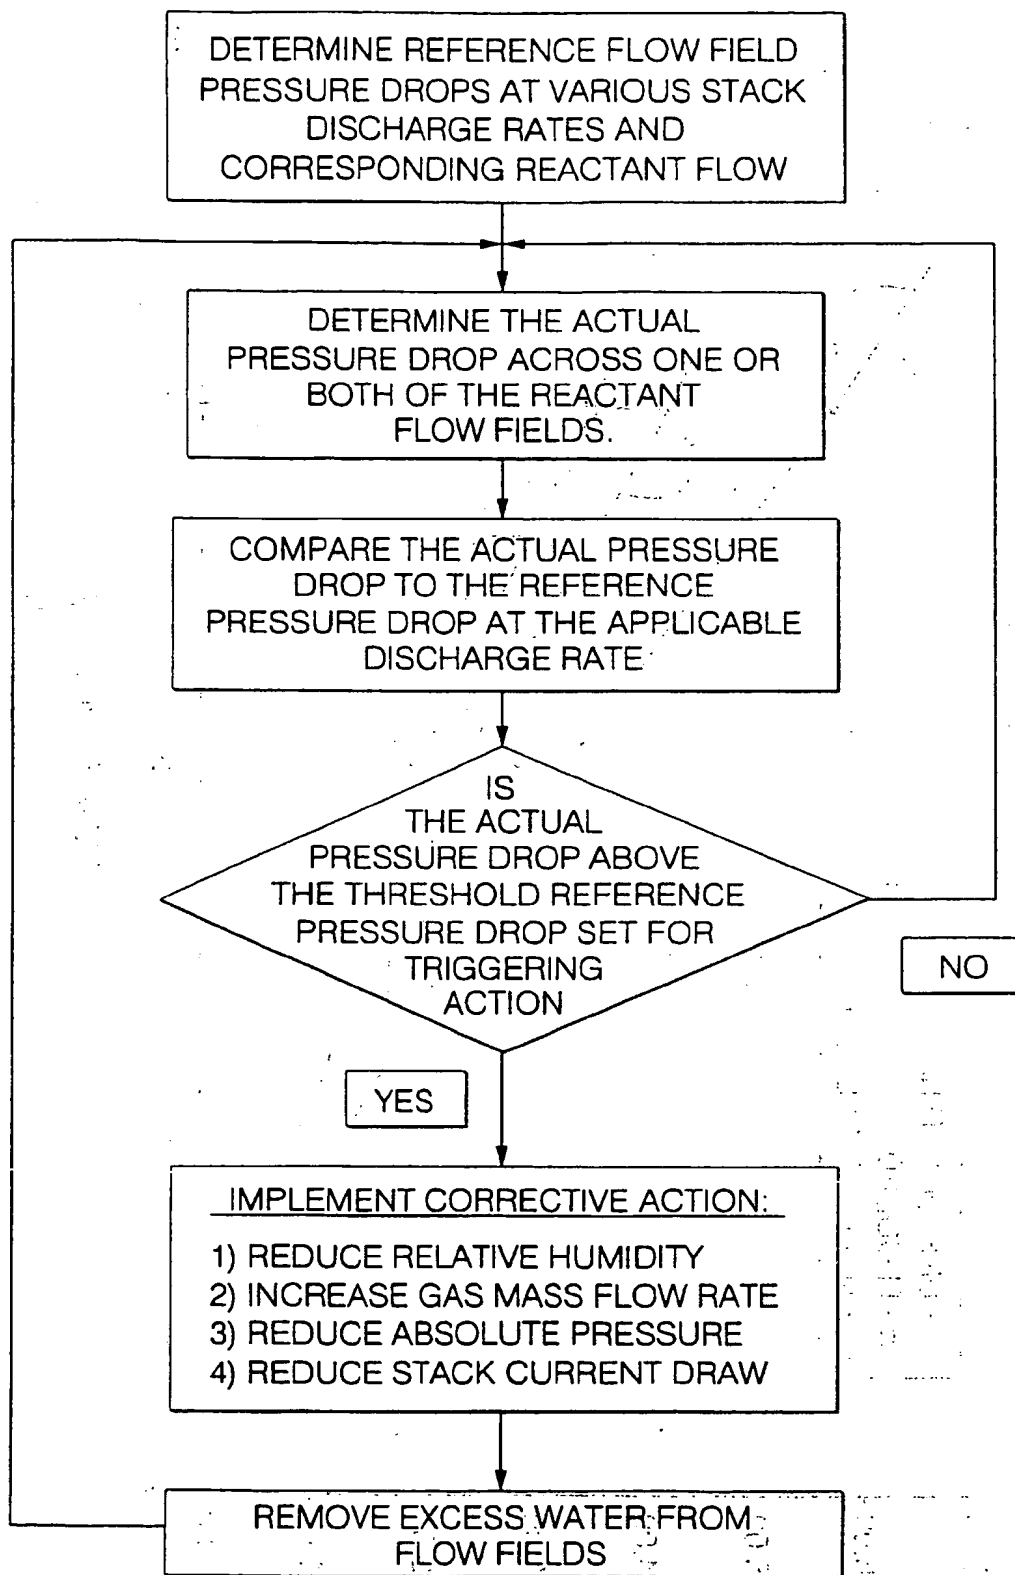 DETERMINE REFERENCE FLOW FIELD
PRESSURE DROPS AT VARIOUS STACK
DISCHARGE RATES AND
CORRESPONDING REACTANT FLOW
DETERMINE THE ACTUAL
PRESSURE DROP ACROSS ONE OR
BOTH OF THE REACTANT
FLOW FIELDS.
COMPARE THE ACTUAL PRESSURE
DROP TO THE REFERENCE
PRESSURE DROP AT THE APPLICABLE
DISCHARGE RATE
IS
THE ACTUAL
PRESSURE DROP ABOVE
THE THRESHOLD REFERENCE
PRESSURE DROP SET FOR
TRIGGERING
ACTION
NO
YES
IMPLEMENT CORRECTIVE ACTION:
1) REDUCE RELATIVE HUMIDITY
2) INCREASE GAS MASS FLOW RATE
3) REDUCE ABSOLUTE PRESSURE
4) REDUCE STACK CURRENT DRAW
REMOVE EXCESS WATER FROM
FLOW FIELDS